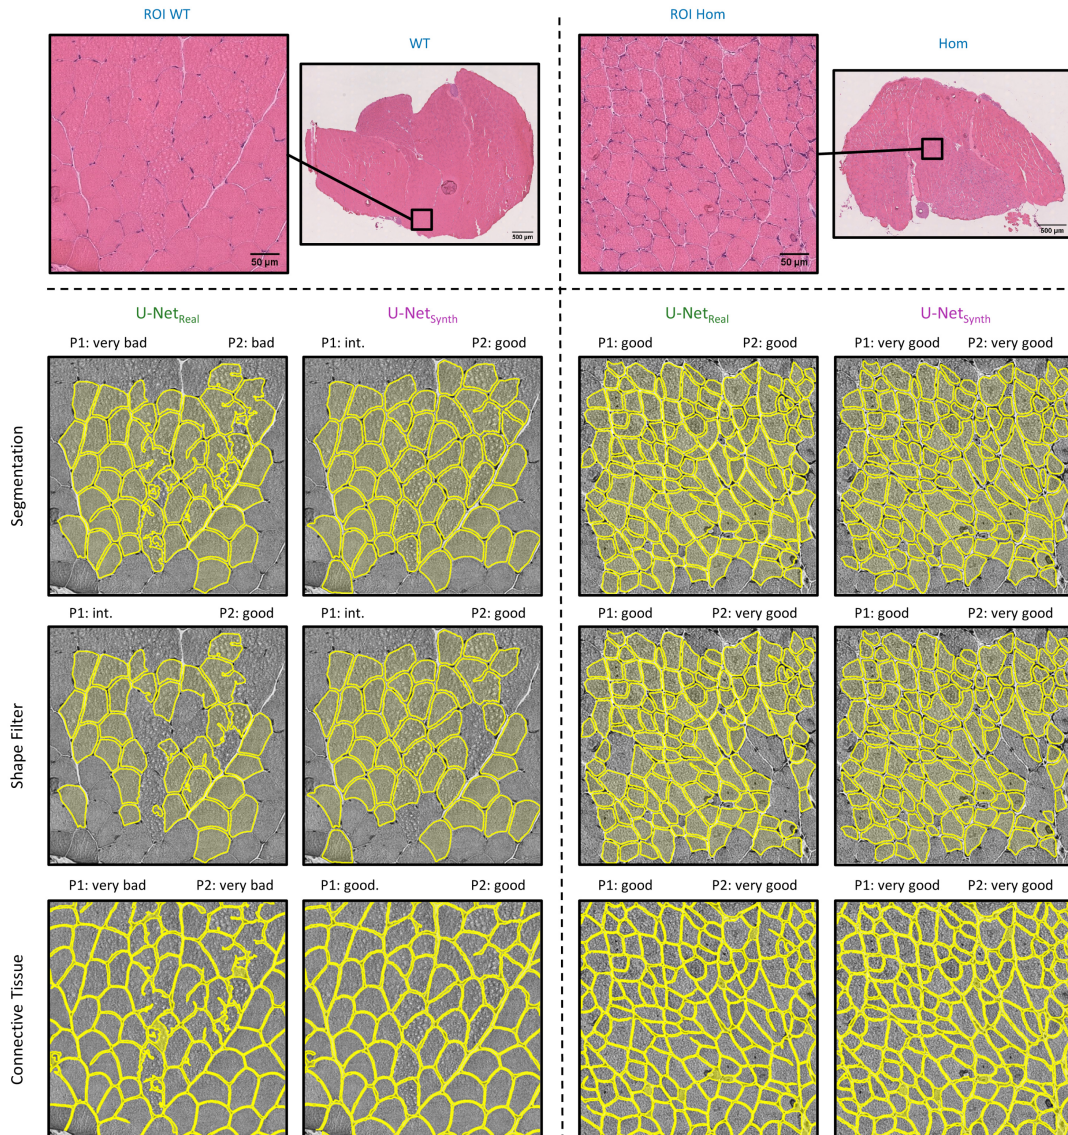 ROI WT
ROI Hom
WT
Hom
50 µm
500 µm
50 µm
500 µm
U-NetReal
U-NetSynth
U-NetReal
U-NetSynth
P1: very bad P2: bad
P1: int. P2: good
P1: good P2: good
P1: very good P2: very good
Segmentation
P1: int. P2: good
P1: int. P2: good
P1: good P2: very good
P1: good P2: very good
Shape Filter
P1: very bad P2: very bad
P1: good. P2: good
P1: good P2: very good
P1: very good P2: very good
Connective Tissue